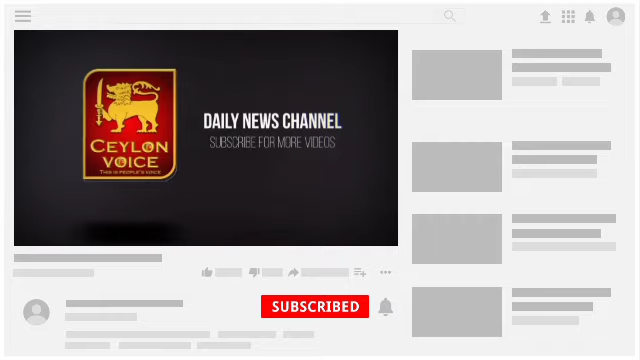 DAILY NEWS CHANNEL
SUBSCRIBE FOR MORE VIDEOS
CEYLON
VOICE
THIS IS PEOPLE'S VOICE
SUBSCRIBED